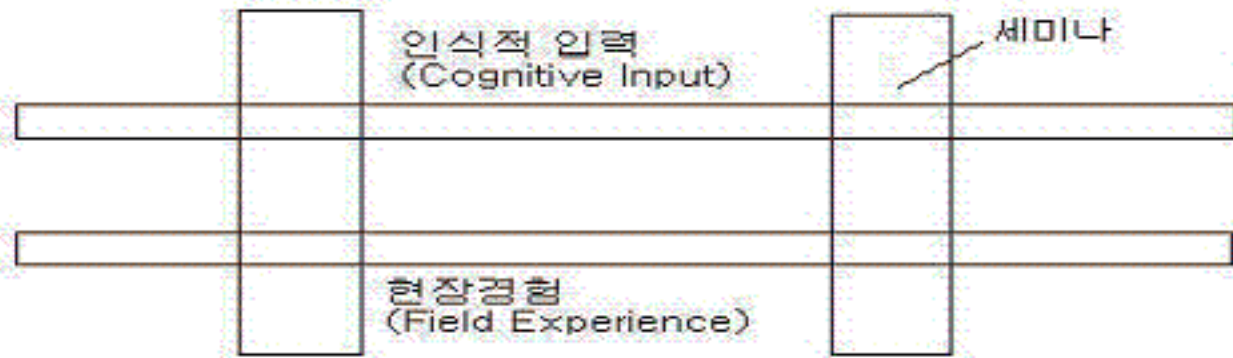 인식적 입력
(Cognitive Input)
세미나
현장경험
(Field Experience)